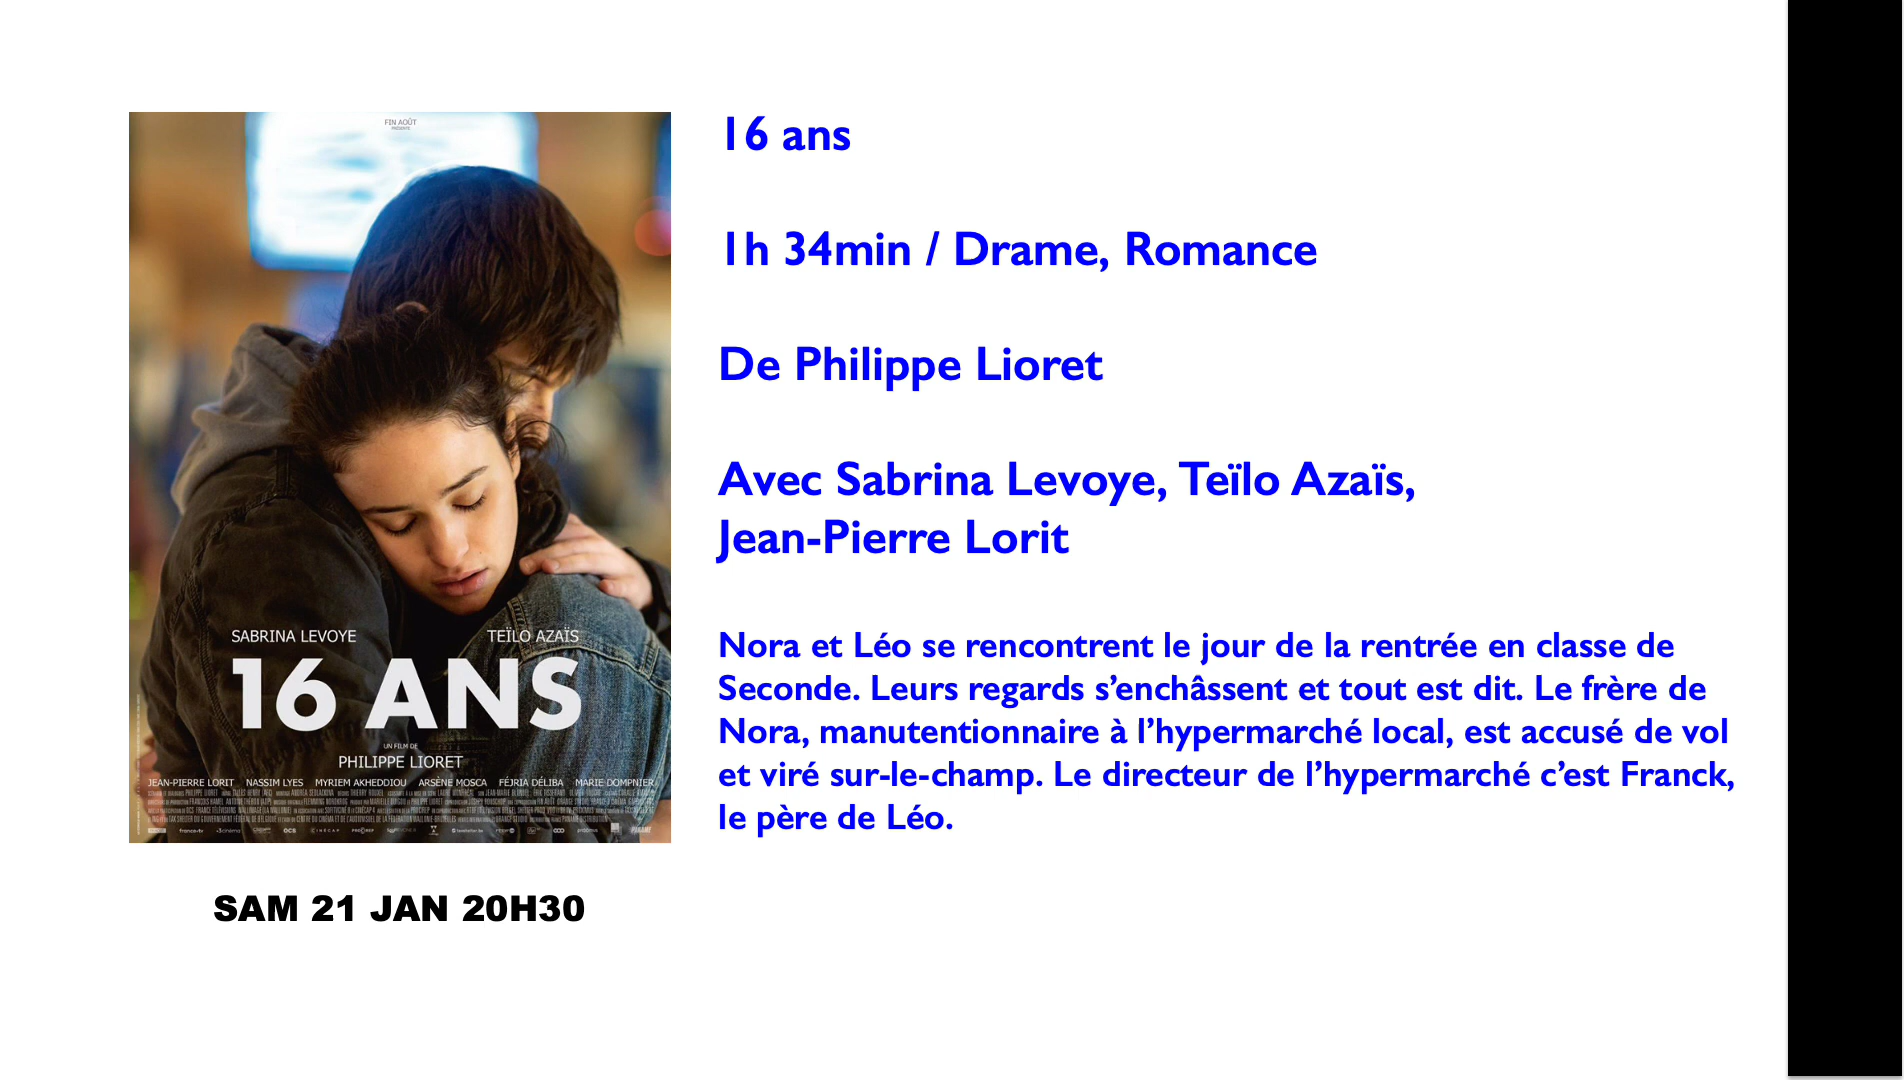 FIN AOÛT
PRÉSENTE
SABRINA LEVOYE TEÏLO AZAÏS
16 ANS
UN FILM DE
PHILIPPE LIORET
JEAN-PIERRE LORIT NASSIM LYES MYRIEM AKHEDDIOU ARSÈNE MOSCA FÉJRIA DÉLIBA MARIE DOMPNIER
SAM 21 JAN 20H30
16 ans
1h 34min / Drame, Romance
De Philippe Lioret
Avec Sabrina Levoye, Teïlo Azaïs,
Jean-Pierre Lorit
Nora et Léo se rencontrent le jour de la rentrée en classe de
Seconde. Leurs regards s’enchâssent et tout est dit. Le frère de
Nora, manutentionnaire à l’hypermarché local, est accusé de vol
et viré sur-le-champ. Le directeur de l’hypermarché c’est Franck,
le père de Léo.